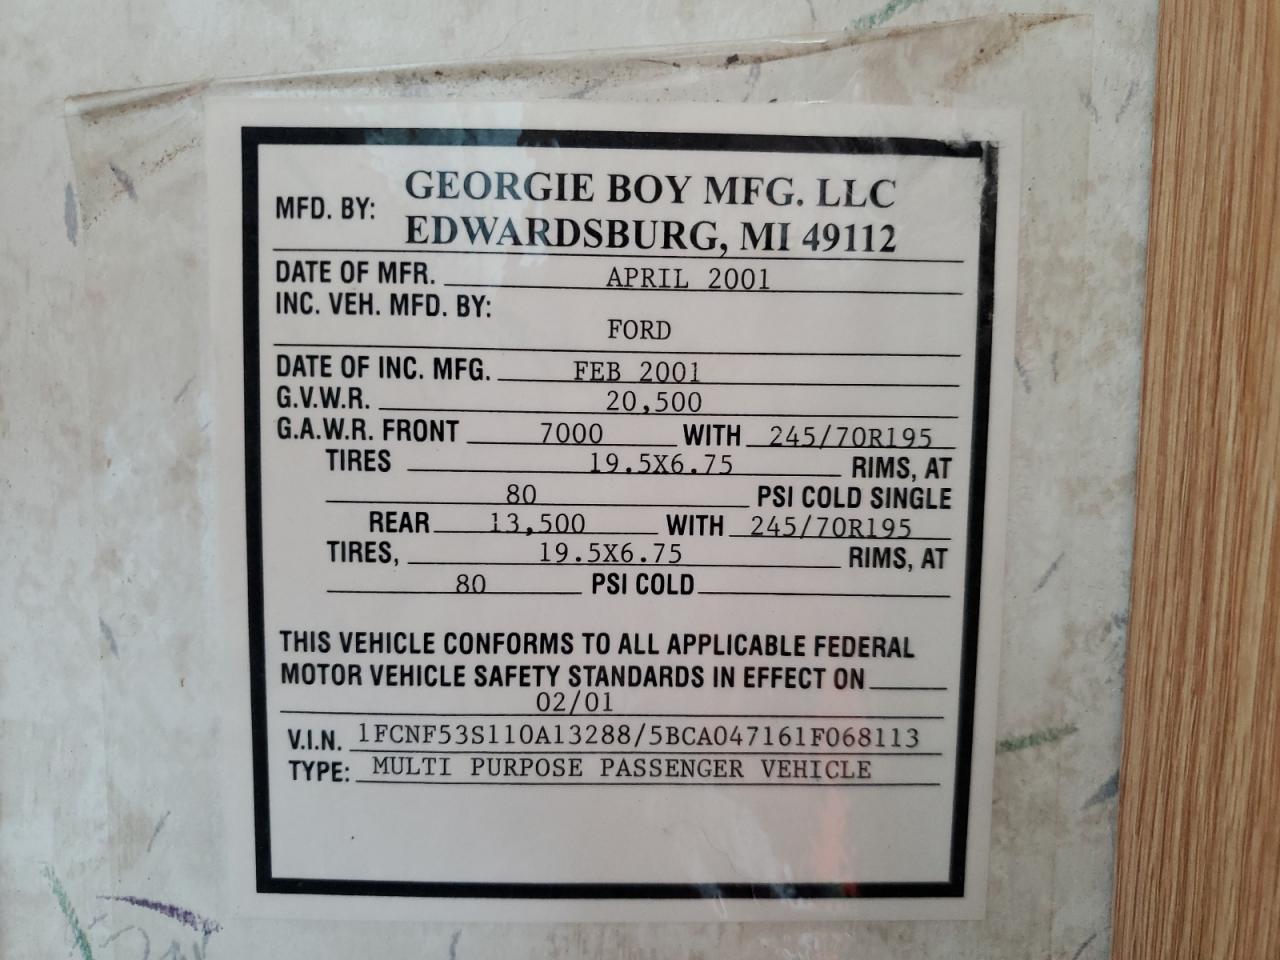 MFD. BY: GEORGIE BOY MFG. LLC
EDWARDSBURG, MI 49112
DATE OF MFR. APRIL 2001
INC. VEH. MFD. BY:
FORD
DATE OF INC. MFG. FEB 2001
G.V.W.R. 20,500
G.A.W.R. FRONT 7000 WITH 245/70R195
TIRES 19.5X6.75 RIMS, AT
80 PSI COLD SINGLE
REAR 13,500 WITH 245/70R195
TIRES, 19.5X6.75 RIMS, AT
80 PSI COLD
THIS VEHICLE CONFORMS TO ALL APPLICABLE FEDERAL
MOTOR VEHICLE SAFETY STANDARDS IN EFFECT ON
02/01
V.I.N. 1FCNF53S110A13288/5BCA047161F068113
TYPE: MULTI PURPOSE PASSENGER VEHICLE